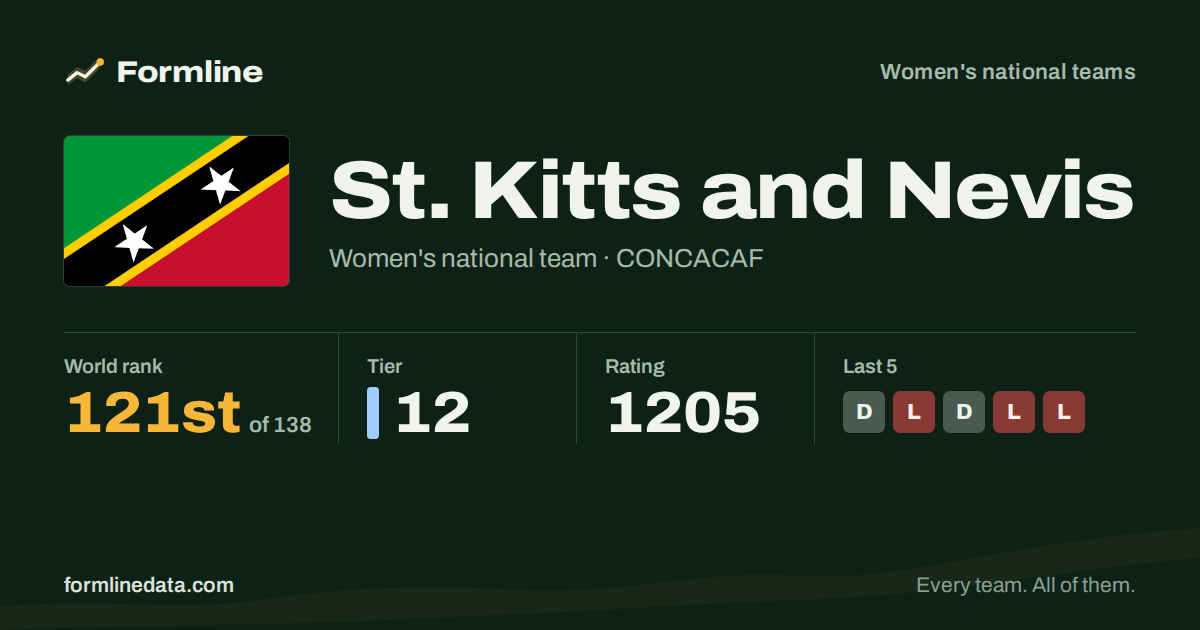 Formline
Women's national teams
St. Kitts and Nevis
Women's national team · CONCACAF
World rank
121st of 138
Tier
12
Rating
1205
Last 5
D L D L L
formlinedata.com
Every team. All of them.